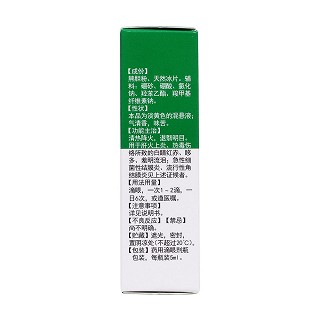 【成份】
熊胆粉、天然冰片。辅
料：硼砂、硼酸、氯化
钠、羟苯乙酯、羧甲基
纤维素钠。
【性状】
本品为淡黄色的混悬液；
气清香，味苦。
【功能主治】
清热降火，退翳明目。
用于肝火上炎、热毒伤
络所致的白睛红赤、眵
多、羞明流泪；急性细
菌性结膜炎、流行性角
结膜炎见上述证候者。
【用法用量】
滴眼，一次1～2滴，一
日6次，或遵医嘱。
【注意事项】
详见说明书。
【不良反应】【禁忌】
尚不明确。
【贮藏】遮光，密封，
置阴凉处（不超过20℃）。
【包装】药用滴眼剂瓶
包装，每瓶装5ml。